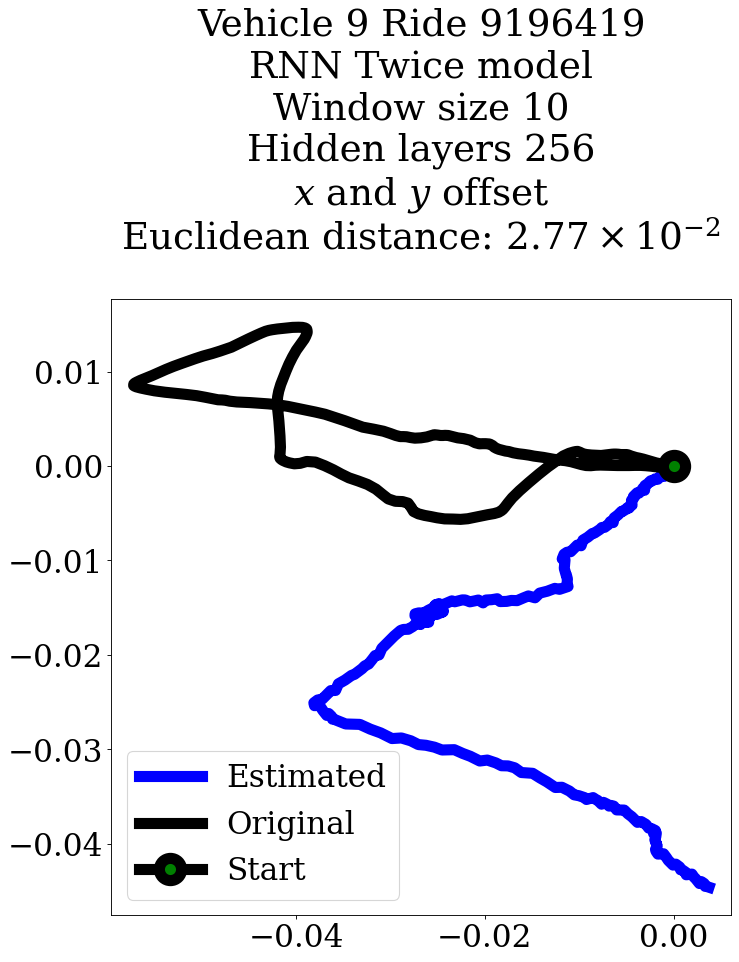 Vehicle 9 Ride 9196419
RNN Twice model
Window size 10
Hidden layers 256
x and y offset
Euclidean distance: 2.77 × 10⁻²
0.01
0.00
−0.01
−0.02
−0.03
−0.04
Estimated
Original
Start
−0.04 −0.02 0.00